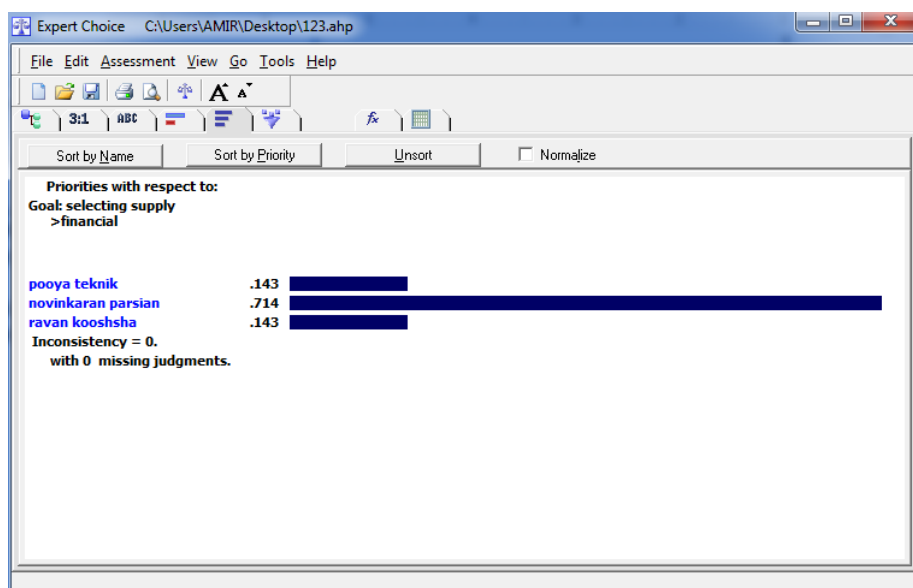 Expert Choice C:\Users\AMIR\Desktop\123.ahp
File Edit Assessment View Go Tools Help
A A
3:1 ABC fx
Sort by Name Sort by Priority Unsort Normalize
Priorities with respect to:
Goal: selecting supply
>financial
pooya teknik .143
novinkaran parsian .714
ravan kooshsha .143
Inconsistency = 0.
with 0 missing judgments.